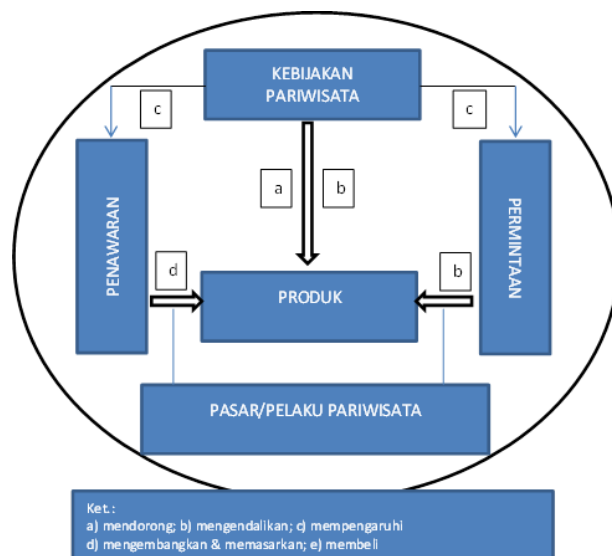 KEBIJAKAN
PARIWISATA
c
c
a
b
PENAWARAN
PERMINTAAN
d
b
PRODUK
PASAR/PELAKU PARIWISATA
Ket.:
a) mendorong; b) mengendalikan; c) mempengaruhi
d) mengembangkan & memasarkan; e) membeli